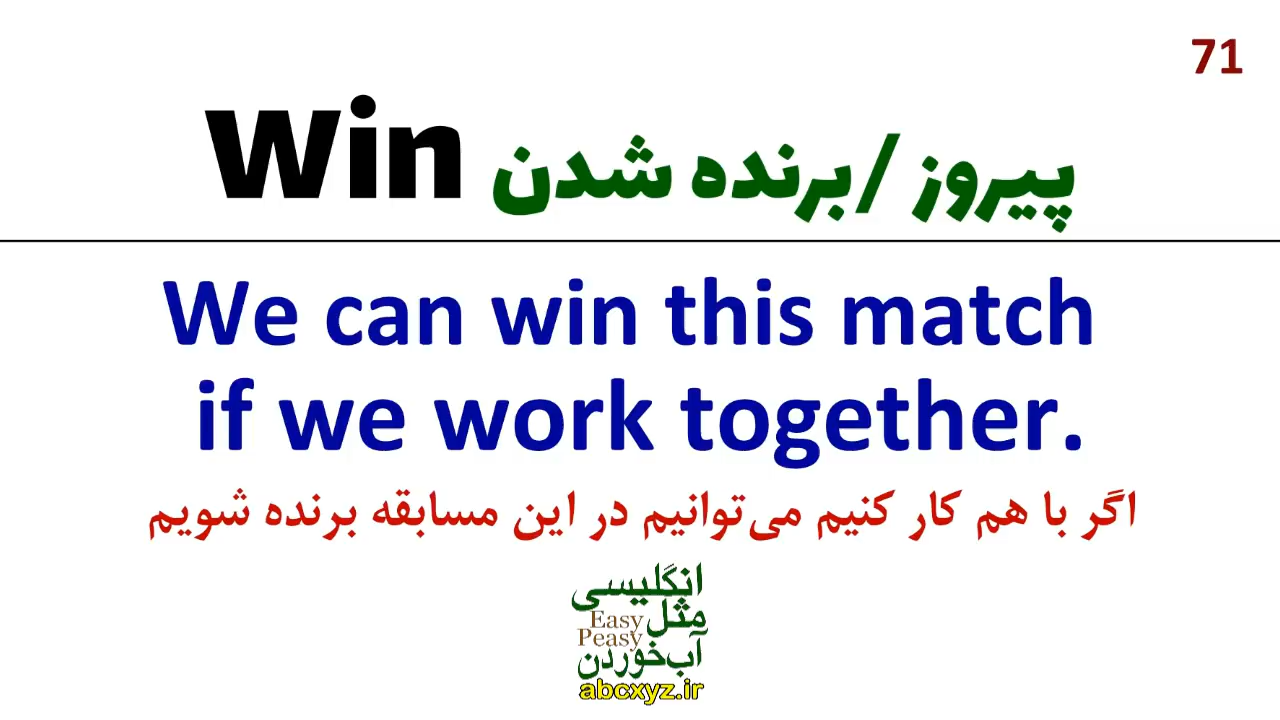 71
Win پیروز /برنده شدن
We can win this match
if we work together.
اگر با هم کار کنیم می‌توانیم در این مسابقه برنده شویم
انگلیسی
مثل
Easy
Peasy
آب‌خوردن
abcxyz.ir